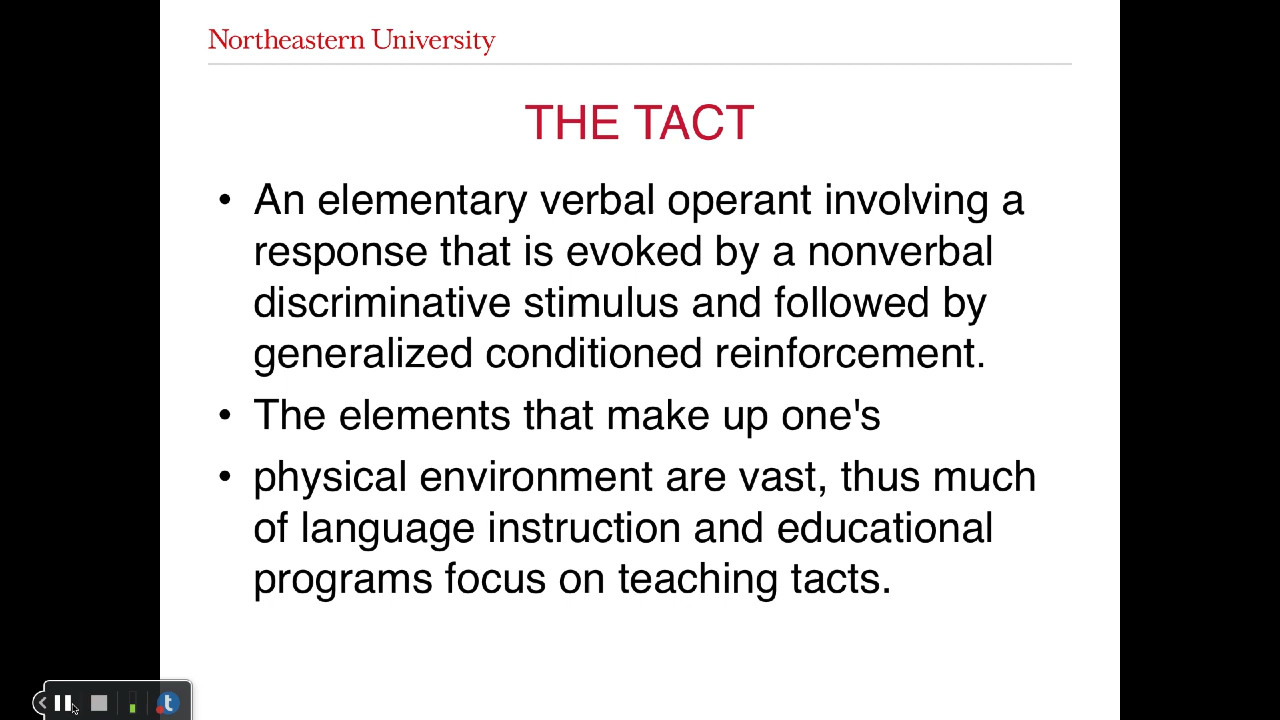 Northeastern University
THE TACT
• An elementary verbal operant involving a
response that is evoked by a nonverbal
discriminative stimulus and followed by
generalized conditioned reinforcement.
• The elements that make up one's
• physical environment are vast, thus much
of language instruction and educational
programs focus on teaching tacts.
t